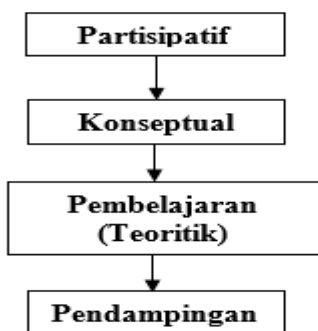 Partisipatif
Konseptual
Pembelajaran
(Teoritik)
Pendampingan